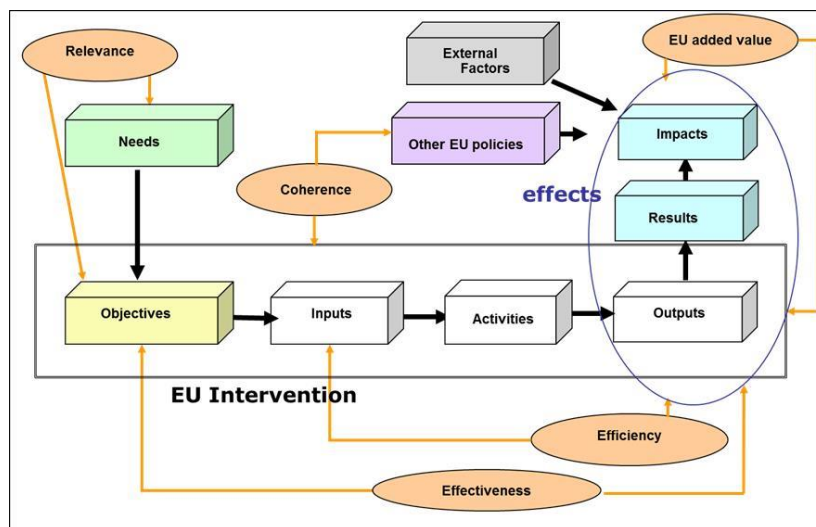 Relevance
External
Factors
EU added value
Needs
Other EU policies
Impacts
Coherence
effects
Results
Objectives
Inputs
Activities
Outputs
EU Intervention
Efficiency
Effectiveness